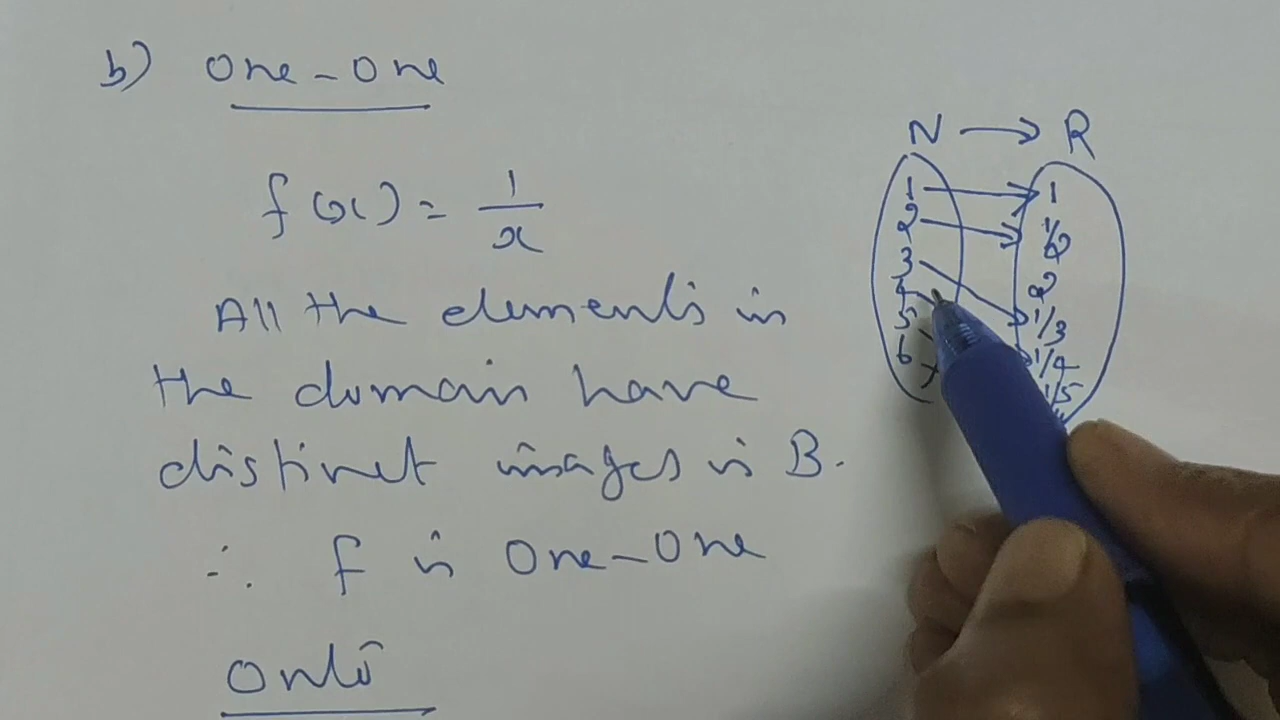 b) One-One
f(x) = 1/x
All the elements in
the domain have
distinct images in B.
∴ f is One-One
Onto
N → R
1 1
2 1/2
3 2
4 1/3
5 1/4
6 1/5